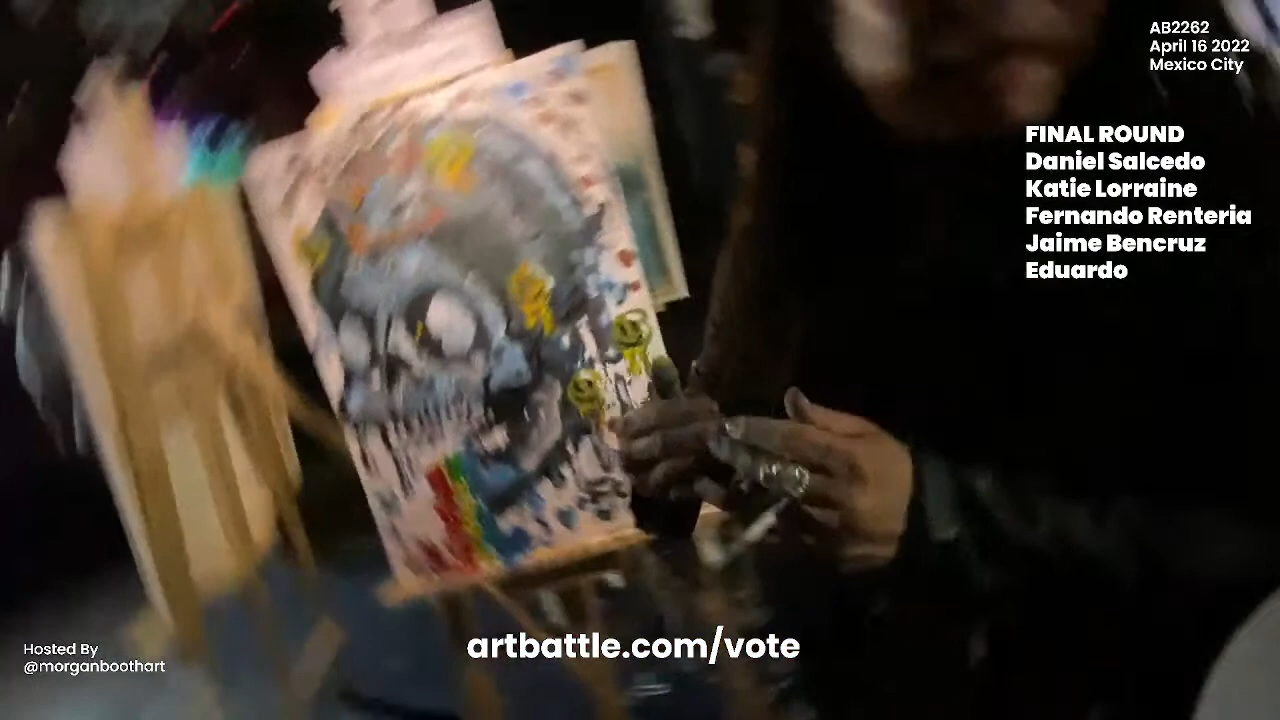 AB2262
April 16 2022
Mexico City
FINAL ROUND
Daniel Salcedo
Katie Lorraine
Fernando Renteria
Jaime Bencruz
Eduardo
artbattle.com/vote
Hosted By
@morganboothart